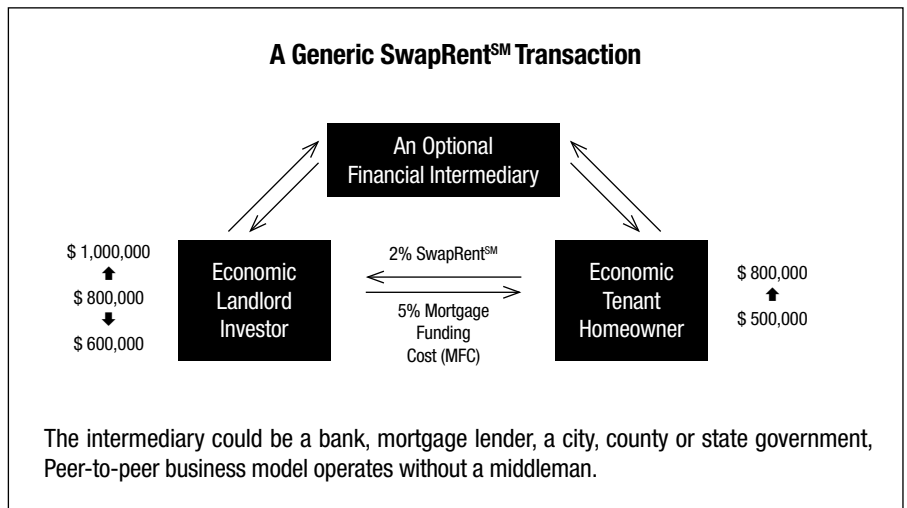 A Generic SwapRent℠ Transaction
An Optional
Financial Intermediary
$ 1,000,000
$ 800,000
$ 600,000
Economic
Landlord
Investor
2% SwapRent℠
5% Mortgage
Funding
Cost (MFC)
Economic
Tenant
Homeowner
$ 800,000
$ 500,000
The intermediary could be a bank, mortgage lender, a city, county or state government,
Peer-to-peer business model operates without a middleman.